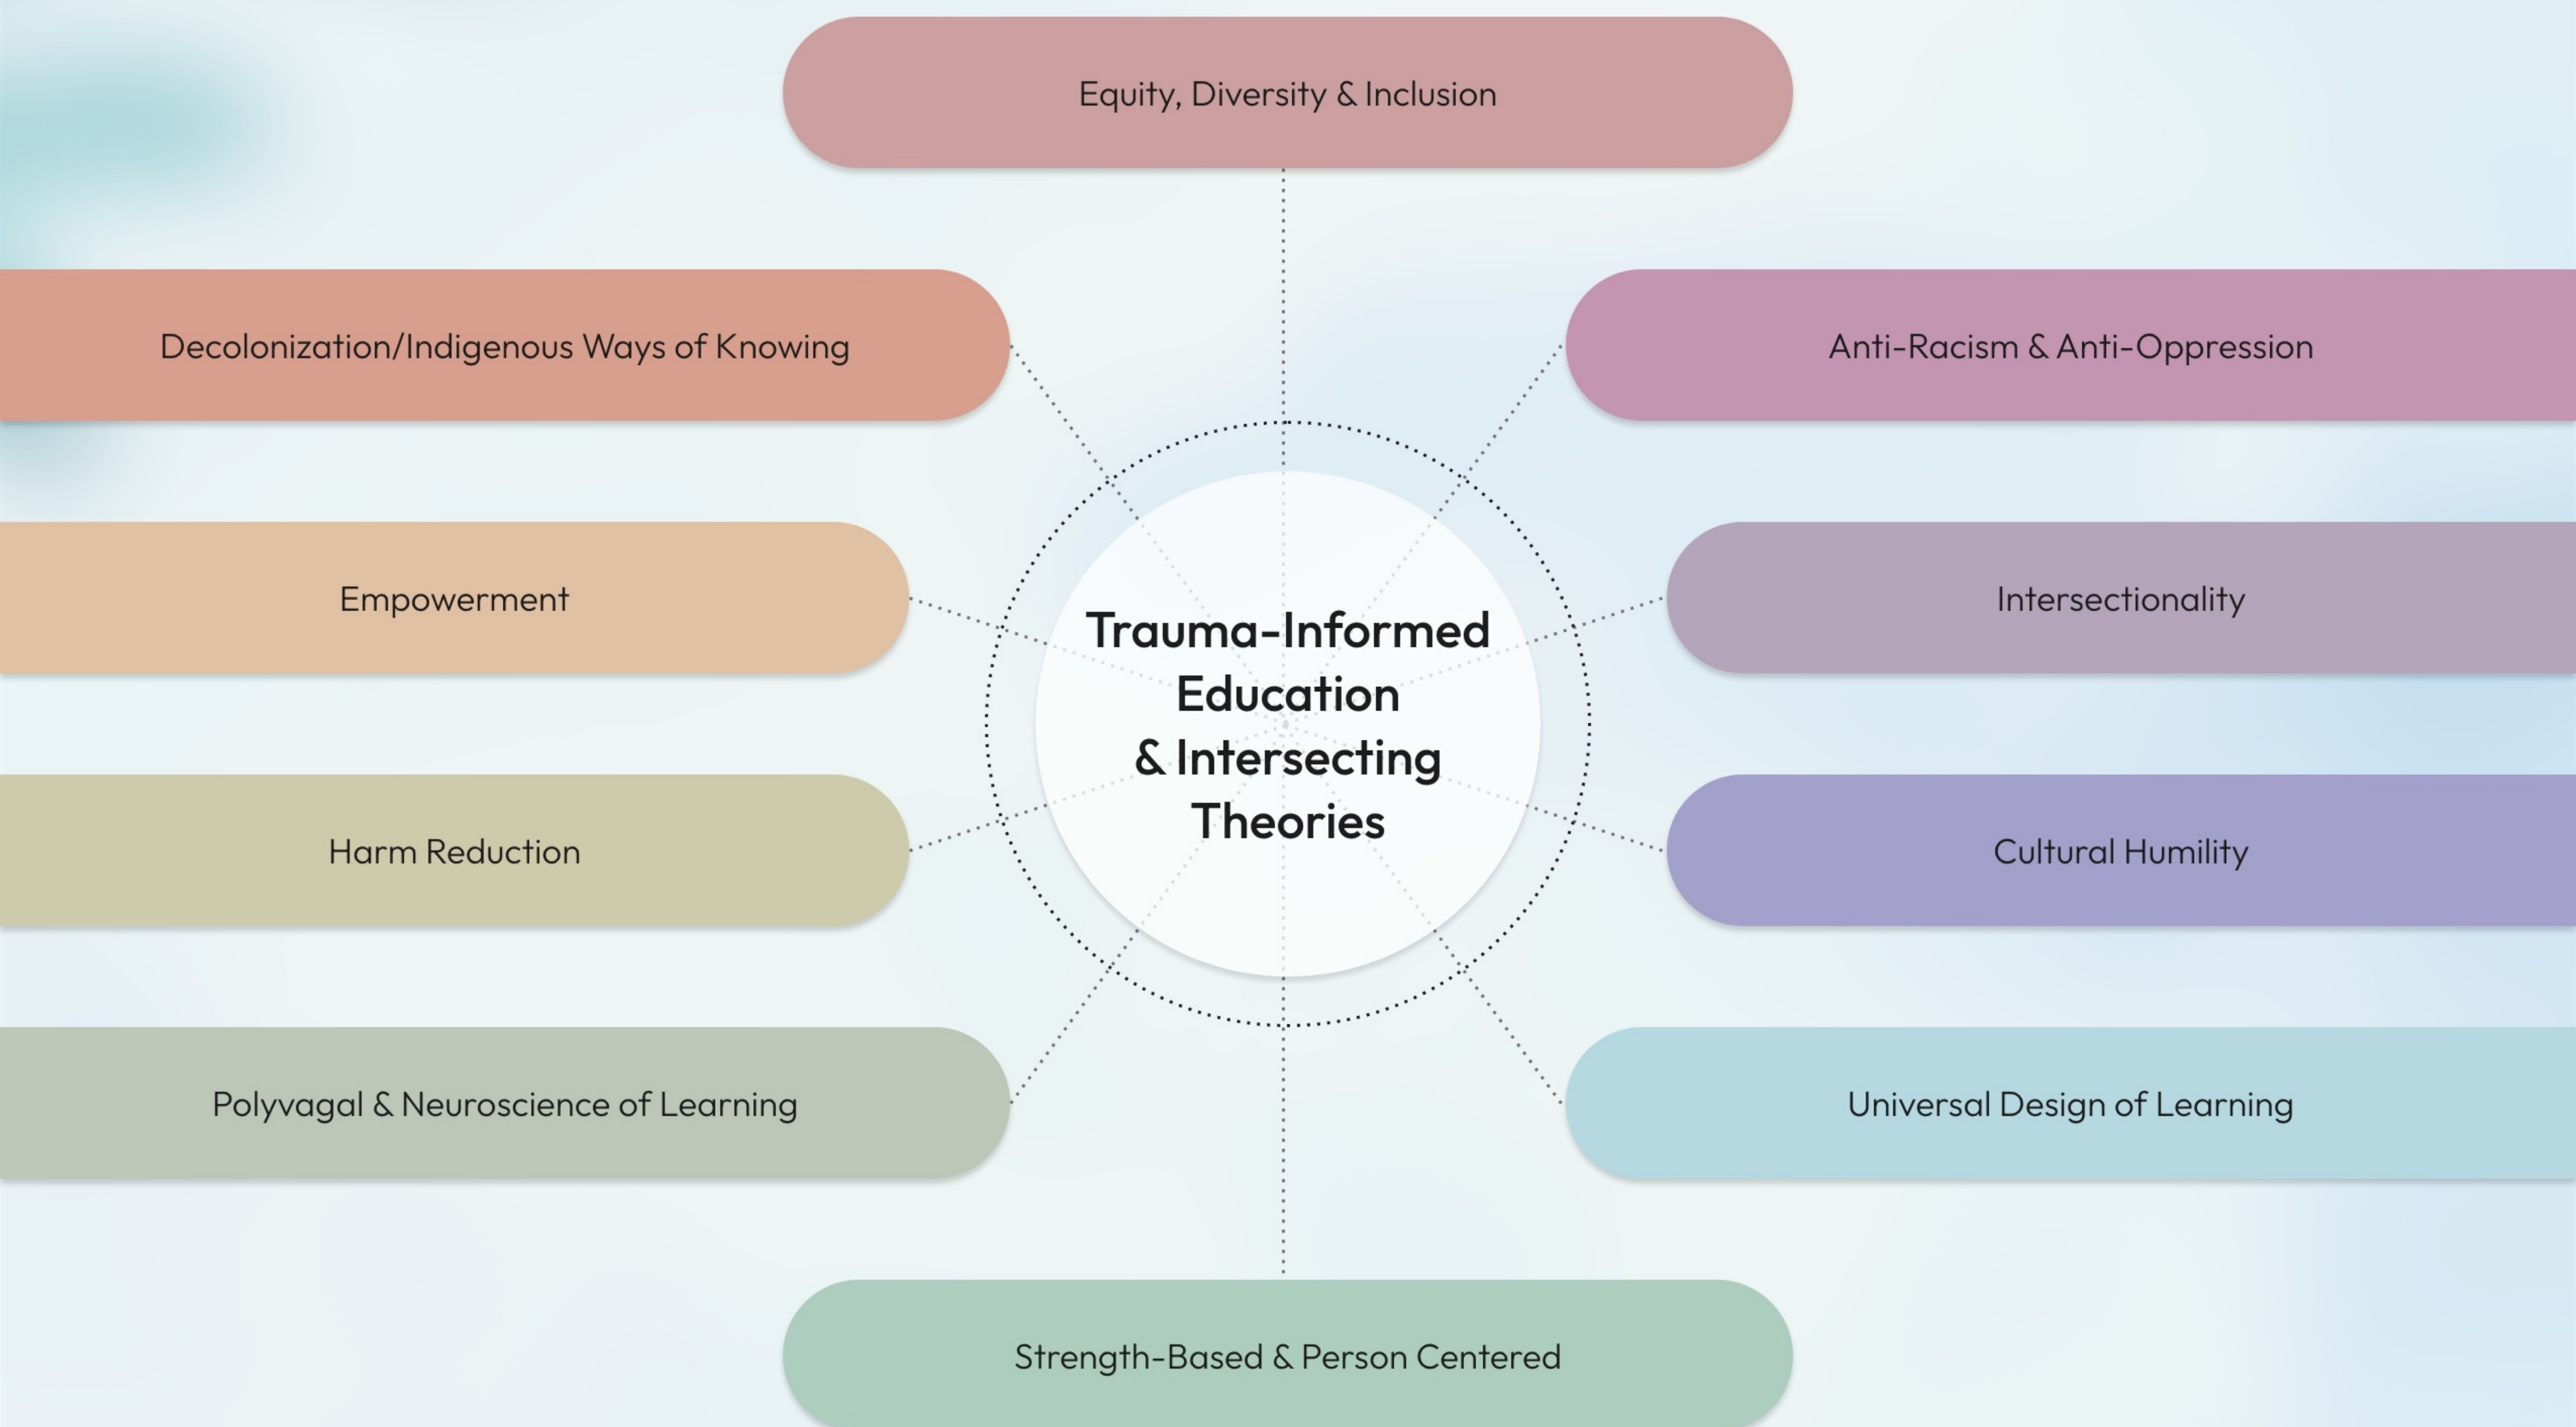 Equity, Diversity & Inclusion
Decolonization/Indigenous Ways of Knowing
Anti-Racism & Anti-Oppression
Empowerment
Intersectionality
Trauma-Informed
Education
& Intersecting
Theories
Harm Reduction
Cultural Humility
Polyvagal & Neuroscience of Learning
Universal Design of Learning
Strength-Based & Person Centered